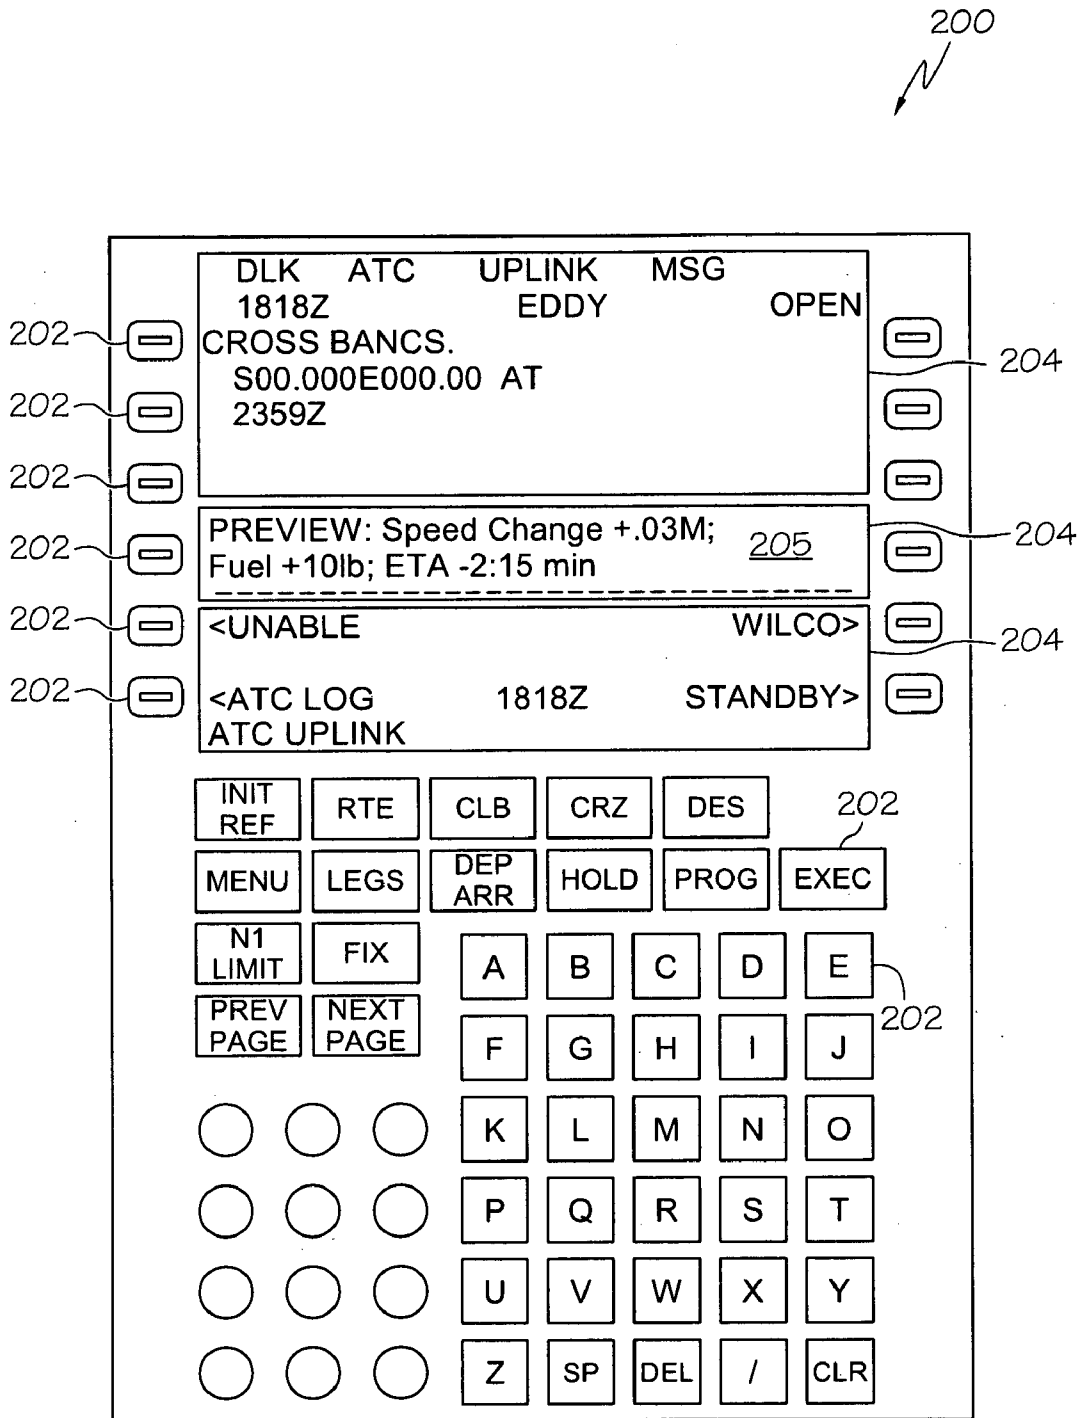 200
DLK ATC UPLINK MSG
1818Z EDDY OPEN
202 CROSS BANCS.
S00.000E000.00 AT 204
202 2359Z
202
PREVIEW: Speed Change +.03M; 205 204
202 Fuel +10lb; ETA -2:15 min
202 <UNABLE WILCO> 204
202 <ATC LOG 1818Z STANDBY>
ATC UPLINK
INIT REF RTE CLB CRZ DES 202
MENU LEGS DEP ARR HOLD PROG EXEC
N1 LIMIT FIX A B C D E
202
PREV PAGE NEXT PAGE F G H I J
K L M N O
P Q R S T
U V W X Y
Z SP DEL / CLR